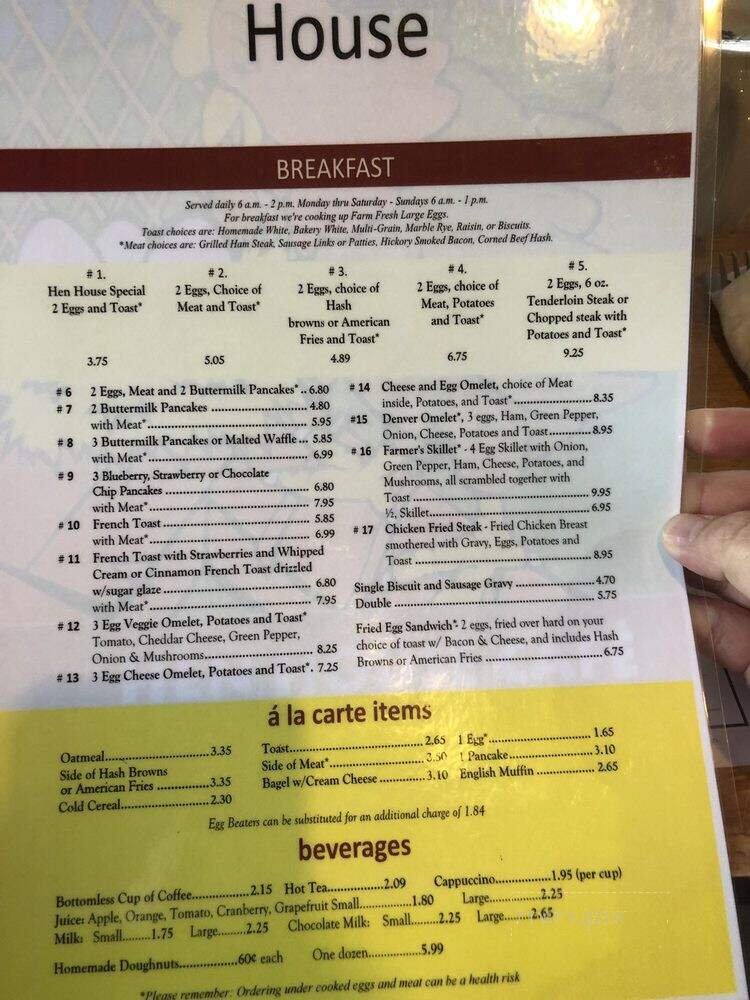 House
BREAKFAST
Served daily 6 a.m. - 2 p.m. Monday thru Saturday - Sundays 6 a.m. - 1 p.m.
For breakfast we're cooking up Farm Fresh Large Eggs.
Toast choices are: Homemade White, Bakery White, Multi-Grain, Marble Rye, Raisin, or Biscuits.
*Meat choices are: Grilled Ham Steak, Sausage Links or Patties, Hickory Smoked Bacon, Corned Beef Hash.
# 1.
Hen House Special
2 Eggs and Toast*
3.75
# 2.
2 Eggs, Choice of
Meat and Toast*
5.05
# 3.
2 Eggs, choice of
Hash
browns or American
Fries and Toast*
4.89
# 4.
2 Eggs, choice of
Meat, Potatoes
and Toast*
6.75
# 5.
2 Eggs, 6 oz.
Tenderloin Steak or
Chopped steak with
Potatoes and Toast*
9.25
# 6 2 Eggs, Meat and 2 Buttermilk Pancakes* .. 6.80
# 7 2 Buttermilk Pancakes ........................ 4.80
with Meat* ........................................ 5.95
# 8 3 Buttermilk Pancakes or Malted Waffle ... 5.85
with Meat* ........................................ 6.99
# 9 3 Blueberry, Strawberry or Chocolate
Chip Pancakes ................................... 6.80
with Meat* ........................................ 7.95
# 10 French Toast .................................... 5.85
with Meat* ........................................ 6.99
# 11 French Toast with Strawberries and Whipped
Cream or Cinnamon French Toast drizzled
w/sugar glaze .................................... 6.80
with Meat* ........................................ 7.95
# 12 3 Egg Veggie Omelet, Potatoes and Toast*
Tomato, Cheddar Cheese, Green Pepper,
Onion & Mushrooms ............................ 8.25
# 13 3 Egg Cheese Omelet, Potatoes and Toast*. 7.25
# 14 Cheese and Egg Omelet, choice of Meat
inside, Potatoes, and Toast* .................... 8.35
#15 Denver Omelet*, 3 eggs, Ham, Green Pepper,
Onion, Cheese, Potatoes and Toast .......... 8.95
# 16 Farmer's Skillet* - 4 Egg Skillet with Onion,
Green Pepper, Ham, Cheese, Potatoes, and
Mushrooms, all scrambled together with
Toast ................................................ 9.95
½, Skillet .......................................... 6.95
# 17 Chicken Fried Steak - Fried Chicken Breast
smothered with Gravy, Eggs, Potatoes and
Toast ................................................ 8.95
Single Biscuit and Sausage Gravy .................... 4.70
Double .................................................... 5.75
Fried Egg Sandwich*- 2 eggs, fried over hard on your
choice of toast w/ Bacon & Cheese, and includes Hash
Browns or American Fries ............................. 6.75
á la carte items
Oatmeal .......................... 3.35
Side of Hash Browns
or American Fries ............. 3.35
Cold Cereal ...................... 2.30
Toast .................................... 2.65
Side of Meat* ......................... 3.50
Bagel w/Cream Cheese ........... 3.10
1 Egg* ........................... 1.65
1 Pancake ....................... 3.10
English Muffin ................ 2.65
Egg Beaters can be substituted for an additional charge of 1.84
beverages
Bottomless Cup of Coffee ............ 2.15 Hot Tea ............... 2.09 Cappuccino ............... 1.95 (per cup)
Juice: Apple, Orange, Tomato, Cranberry, Grapefruit Small .................. 1.80 Large .................. 2.25
Milk: Small ........ 1.75 Large ........ 2.25 Chocolate Milk: Small ........ 2.25 Large ........ 2.65
Homemade Doughnuts ............... 60¢ each One dozen ................. 5.99
*Please remember: Ordering under cooked eggs and meat can be a health risk